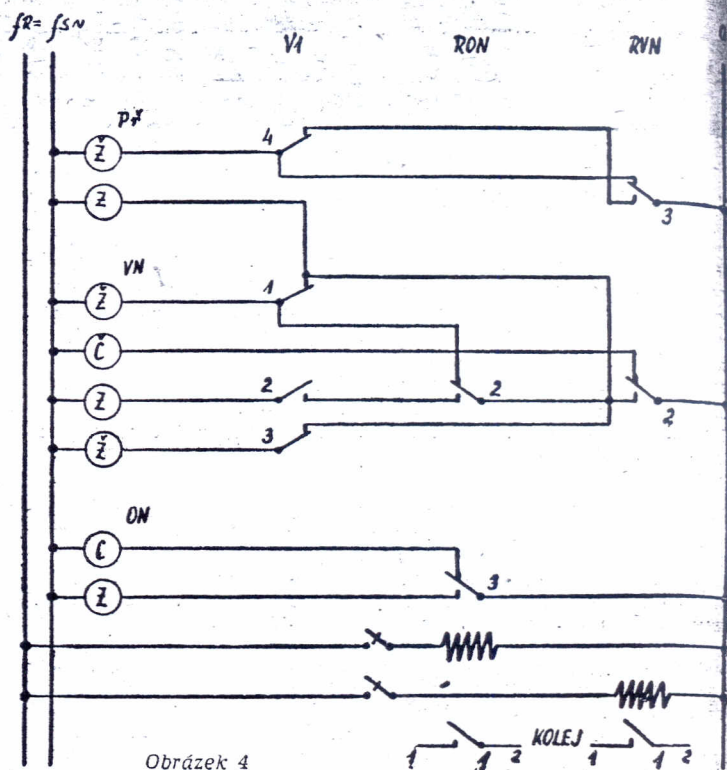 fR= fSN
V1 RON RVN
Př
Ž 4
Z 3
VN
Ž 1
Č
Z 2 2 2
Ž 3
ON
Č 3
Ž
KOLEJ
1 1 2 1 1 2
Obrázek 4